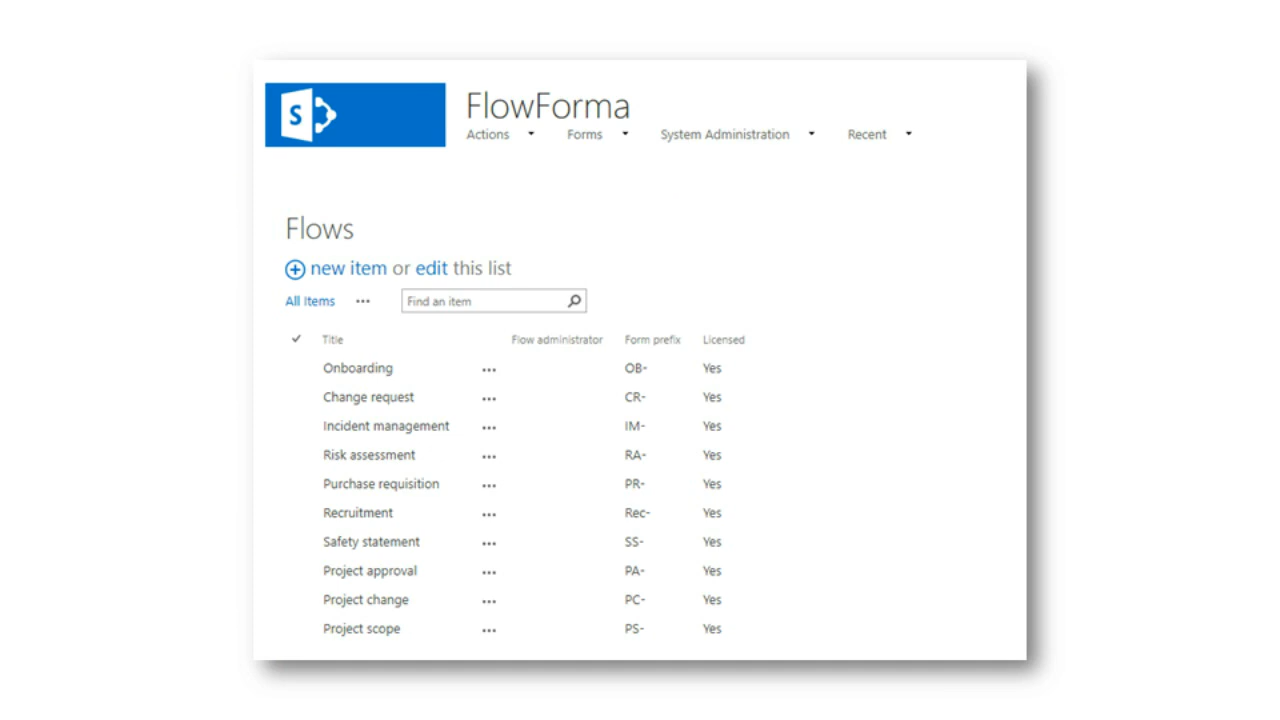 S
FlowForma
Actions Forms System Administration Recent
Flows
new item or edit this list
All Items ••• Find an item
Title Flow administrator Form prefix Licensed
Onboarding ••• OB- Yes
Change request ••• CR- Yes
Incident management ••• IM- Yes
Risk assessment ••• RA- Yes
Purchase requisition ••• PR- Yes
Recruitment ••• Rec- Yes
Safety statement ••• SS- Yes
Project approval ••• PA- Yes
Project change ••• PC- Yes
Project scope ••• PS- Yes